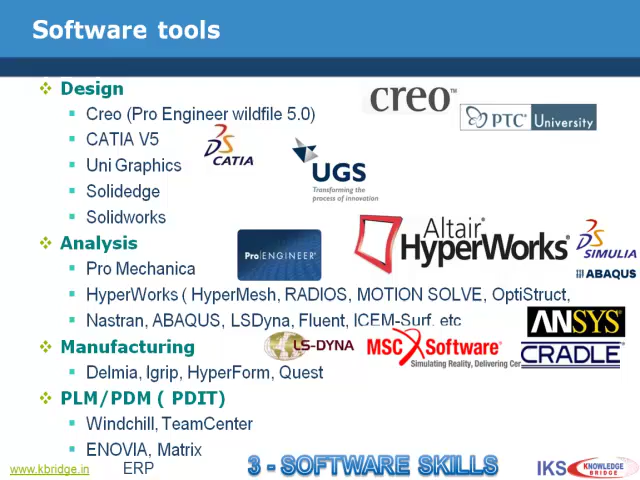 Software tools
Design
Creo (Pro Engineer wildfile 5.0)
creo™
PTC® University
CATIA V5
CATIA
Uni Graphics
UGS
Transforming the
process of innovation
Solidedge
Solidworks
Analysis
Altair®
HyperWorks®
SIMULIA
ABAQUS
Pro|ENGINEER®
Pro Mechanica
HyperWorks ( HyperMesh, RADIOS, MOTION SOLVE, OptiStruct,
Nastran, ABAQUS, LSDyna, Fluent, ICEM-Surf, etc
ANSYS®
Manufacturing
LS-DYNA
MSC Software®
Simulating Reality, Delivering Cer
CRADLE®
Delmia, Igrip, HyperForm, Quest
PLM/PDM ( PDIT)
Windchill, TeamCenter
ENOVIA, Matrix
www.kbridge.in
ERP
3 - SOFTWARE SKILLS
IKS KNOWLEDGE
BRIDGE